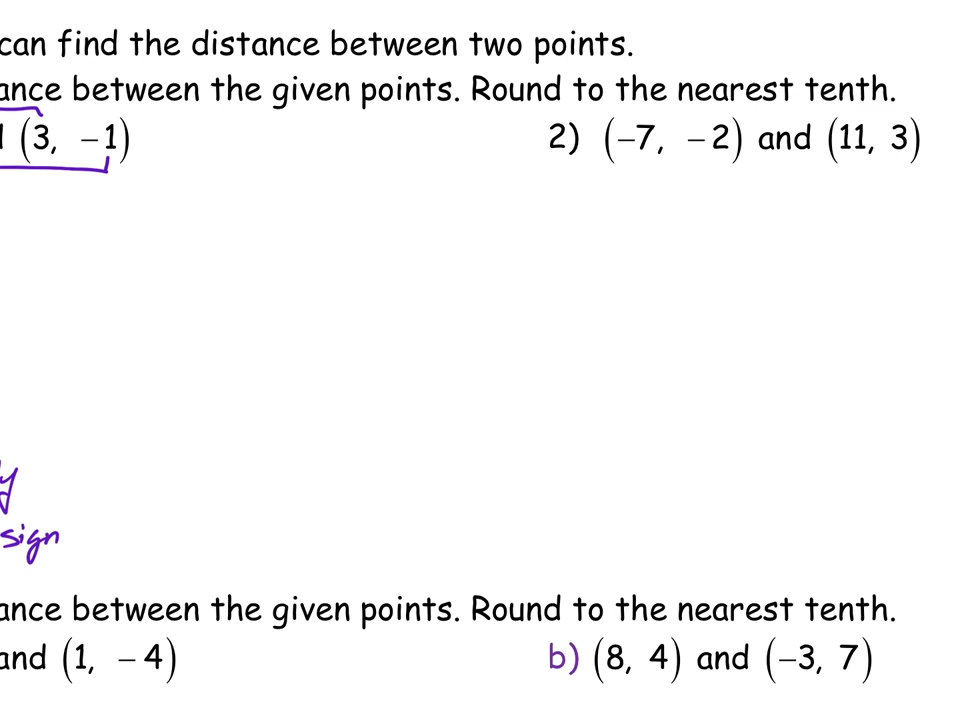 can find the distance between two points.
ance between the given points. Round to the nearest tenth.
(3, −1)
2) (−7, −2) and (11, 3)
sign
ance between the given points. Round to the nearest tenth.
and (1, −4)
b) (8, 4) and (−3, 7)